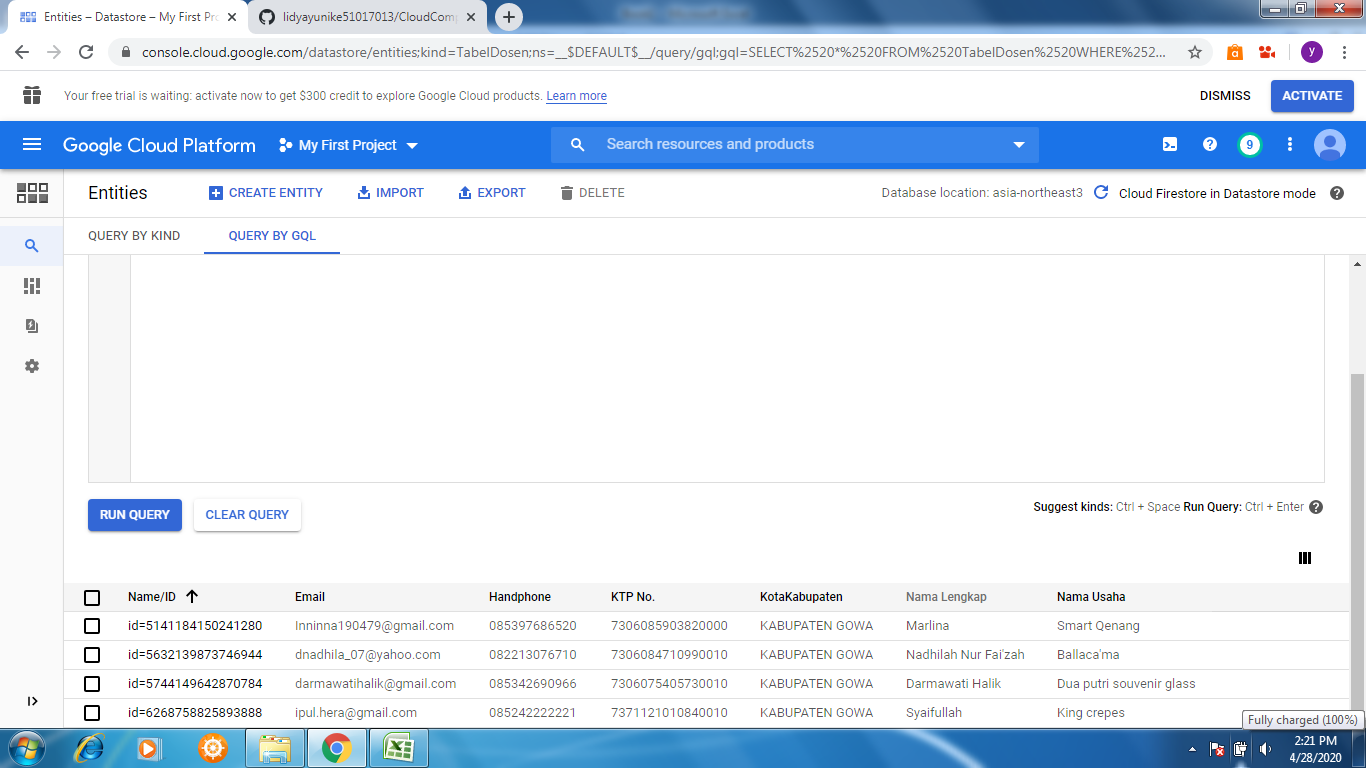 Entities – Datastore – My First Pro
lidyayunike51017013/CloudComp
console.cloud.google.com/datastore/entities;kind=TabelDosen;ns=__$DEFAULT$__/query/gql;gql=SELECT%2520*%2520FROM%2520TabelDosen%2520WHERE%252...
y
Your free trial is waiting: activate now to get $300 credit to explore Google Cloud products. Learn more
DISMISS
ACTIVATE
Google Cloud Platform
My First Project
Search resources and products
9
Entities
CREATE ENTITY
IMPORT
EXPORT
DELETE
Database location: asia-northeast3
Cloud Firestore in Datastore mode
QUERY BY KIND
QUERY BY GQL
RUN QUERY
CLEAR QUERY
Suggest kinds: Ctrl + Space Run Query: Ctrl + Enter
Name/ID Email Handphone KTP No. KotaKabupaten Nama Lengkap Nama Usaha
id=5141184150241280 Inninna190479@gmail.com 085397686520 7306085903820000 KABUPATEN GOWA Marlina Smart Qenang
id=5632139873746944 dnadhila_07@yahoo.com 082213076710 7306084710990010 KABUPATEN GOWA Nadhilah Nur Fai'zah Ballaca'ma
id=5744149642870784 darmawatihalik@gmail.com 085342690966 7306075405730010 KABUPATEN GOWA Darmawati Halik Dua putri souvenir glass
id=6268758825893888 ipul.hera@gmail.com 085242222221 7371121010840010 KABUPATEN GOWA Syaifullah King crepes
Fully charged (100%)
2:21 PM
4/28/2020